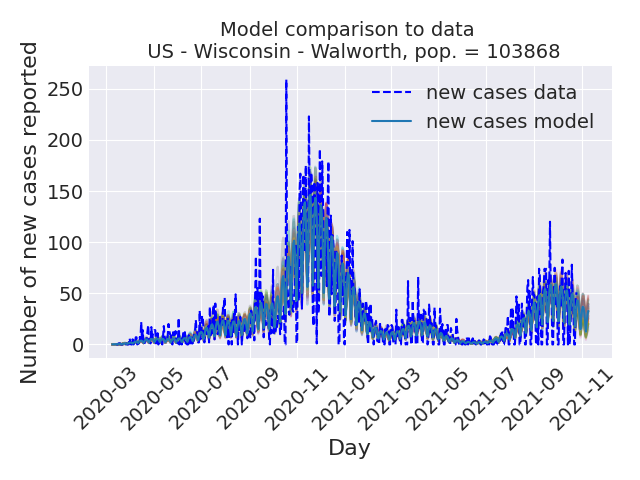 Model comparison to data
US - Wisconsin - Walworth, pop. = 103868
Number of new cases reported
250
200
150
100
50
0
new cases data
new cases model
2020-03
2020-05
2020-07
2020-09
2020-11
2021-01
2021-03
2021-05
2021-07
2021-09
2021-11
Day